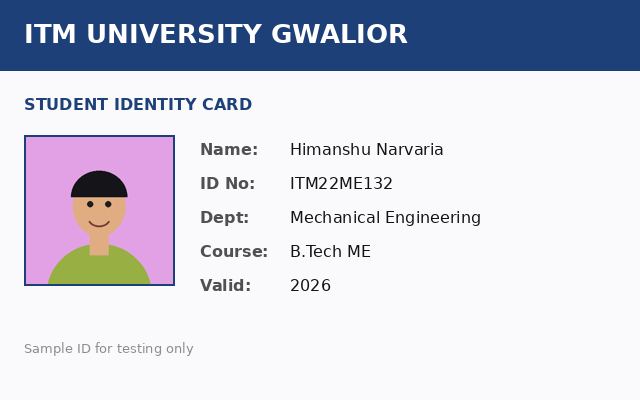 ITM UNIVERSITY GWALIOR
STUDENT IDENTITY CARD
Name: Himanshu Narvaria
ID No: ITM22ME132
Dept: Mechanical Engineering
Course: B.Tech ME
Valid: 2026
Sample ID for testing only